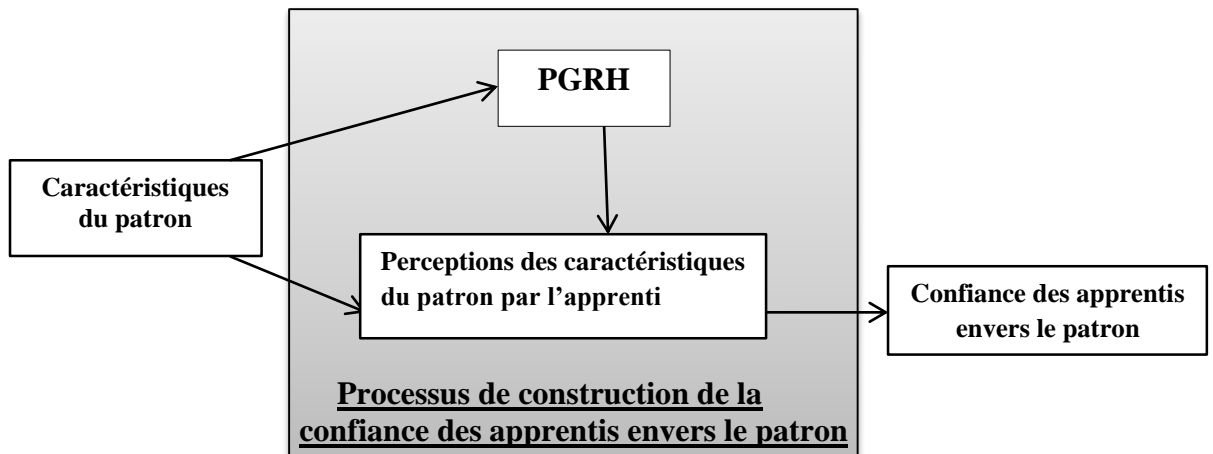 PGRH
Caractéristiques
du patron
Perceptions des caractéristiques
du patron par l’apprenti
Confiance des apprentis
envers le patron
Processus de construction de la
confiance des apprentis envers le patron